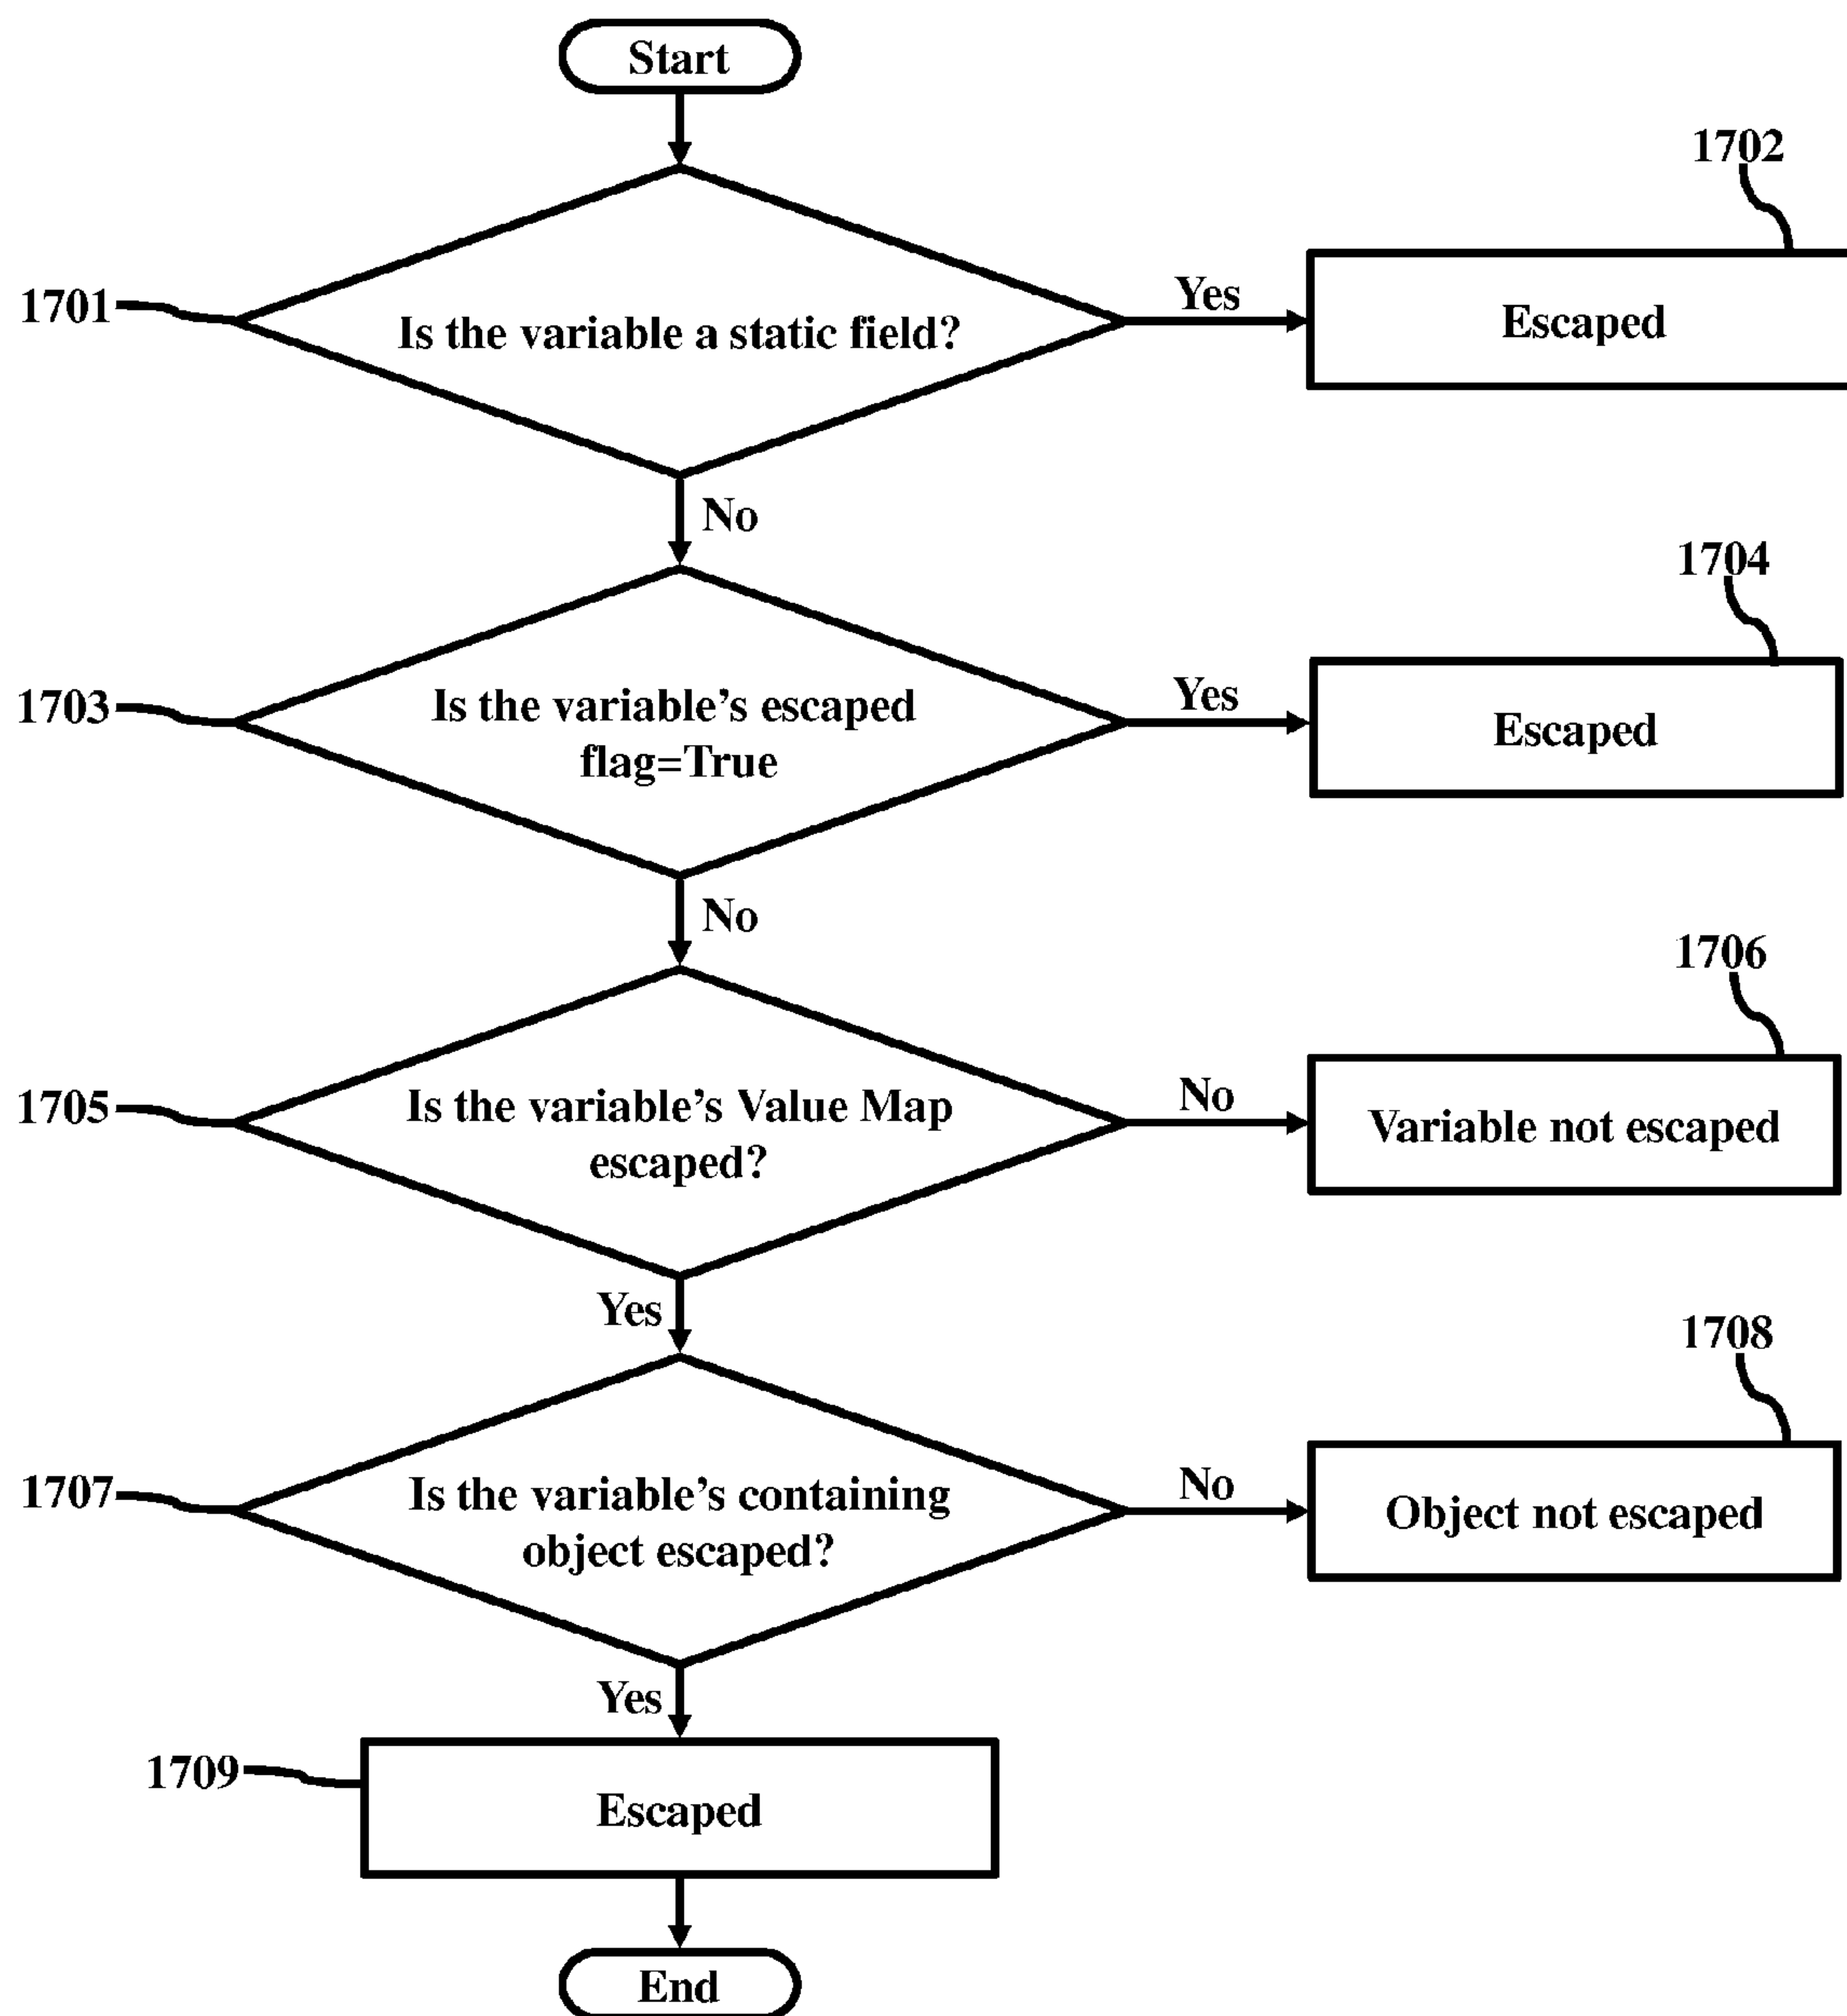 Start
1702
1701
Is the variable a static field?
Yes
Escaped
No
1704
1703
Is the variable's escaped
flag=True
Yes
Escaped
No
1706
1705
Is the variable's Value Map
escaped?
No
Variable not escaped
Yes
1708
1707
Is the variable's containing
object escaped?
No
Object not escaped
Yes
1709
Escaped
End